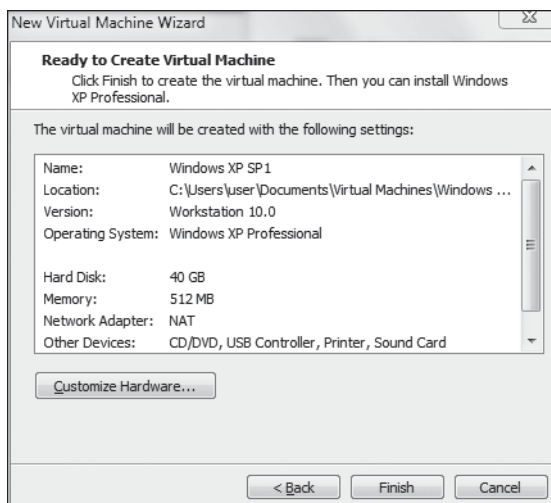 New Virtual Machine Wizard
Ready to Create Virtual Machine
Click Finish to create the virtual machine. Then you can install Windows
XP Professional.
The virtual machine will be created with the following settings:
Name: Windows XP SP1
Location: C:\Users\user\Documents\Virtual Machines\Windows ...
Version: Workstation 10.0
Operating System: Windows XP Professional
Hard Disk: 40 GB
Memory: 512 MB
Network Adapter: NAT
Other Devices: CD/DVD, USB Controller, Printer, Sound Card
Customize Hardware...
< Back Finish Cancel